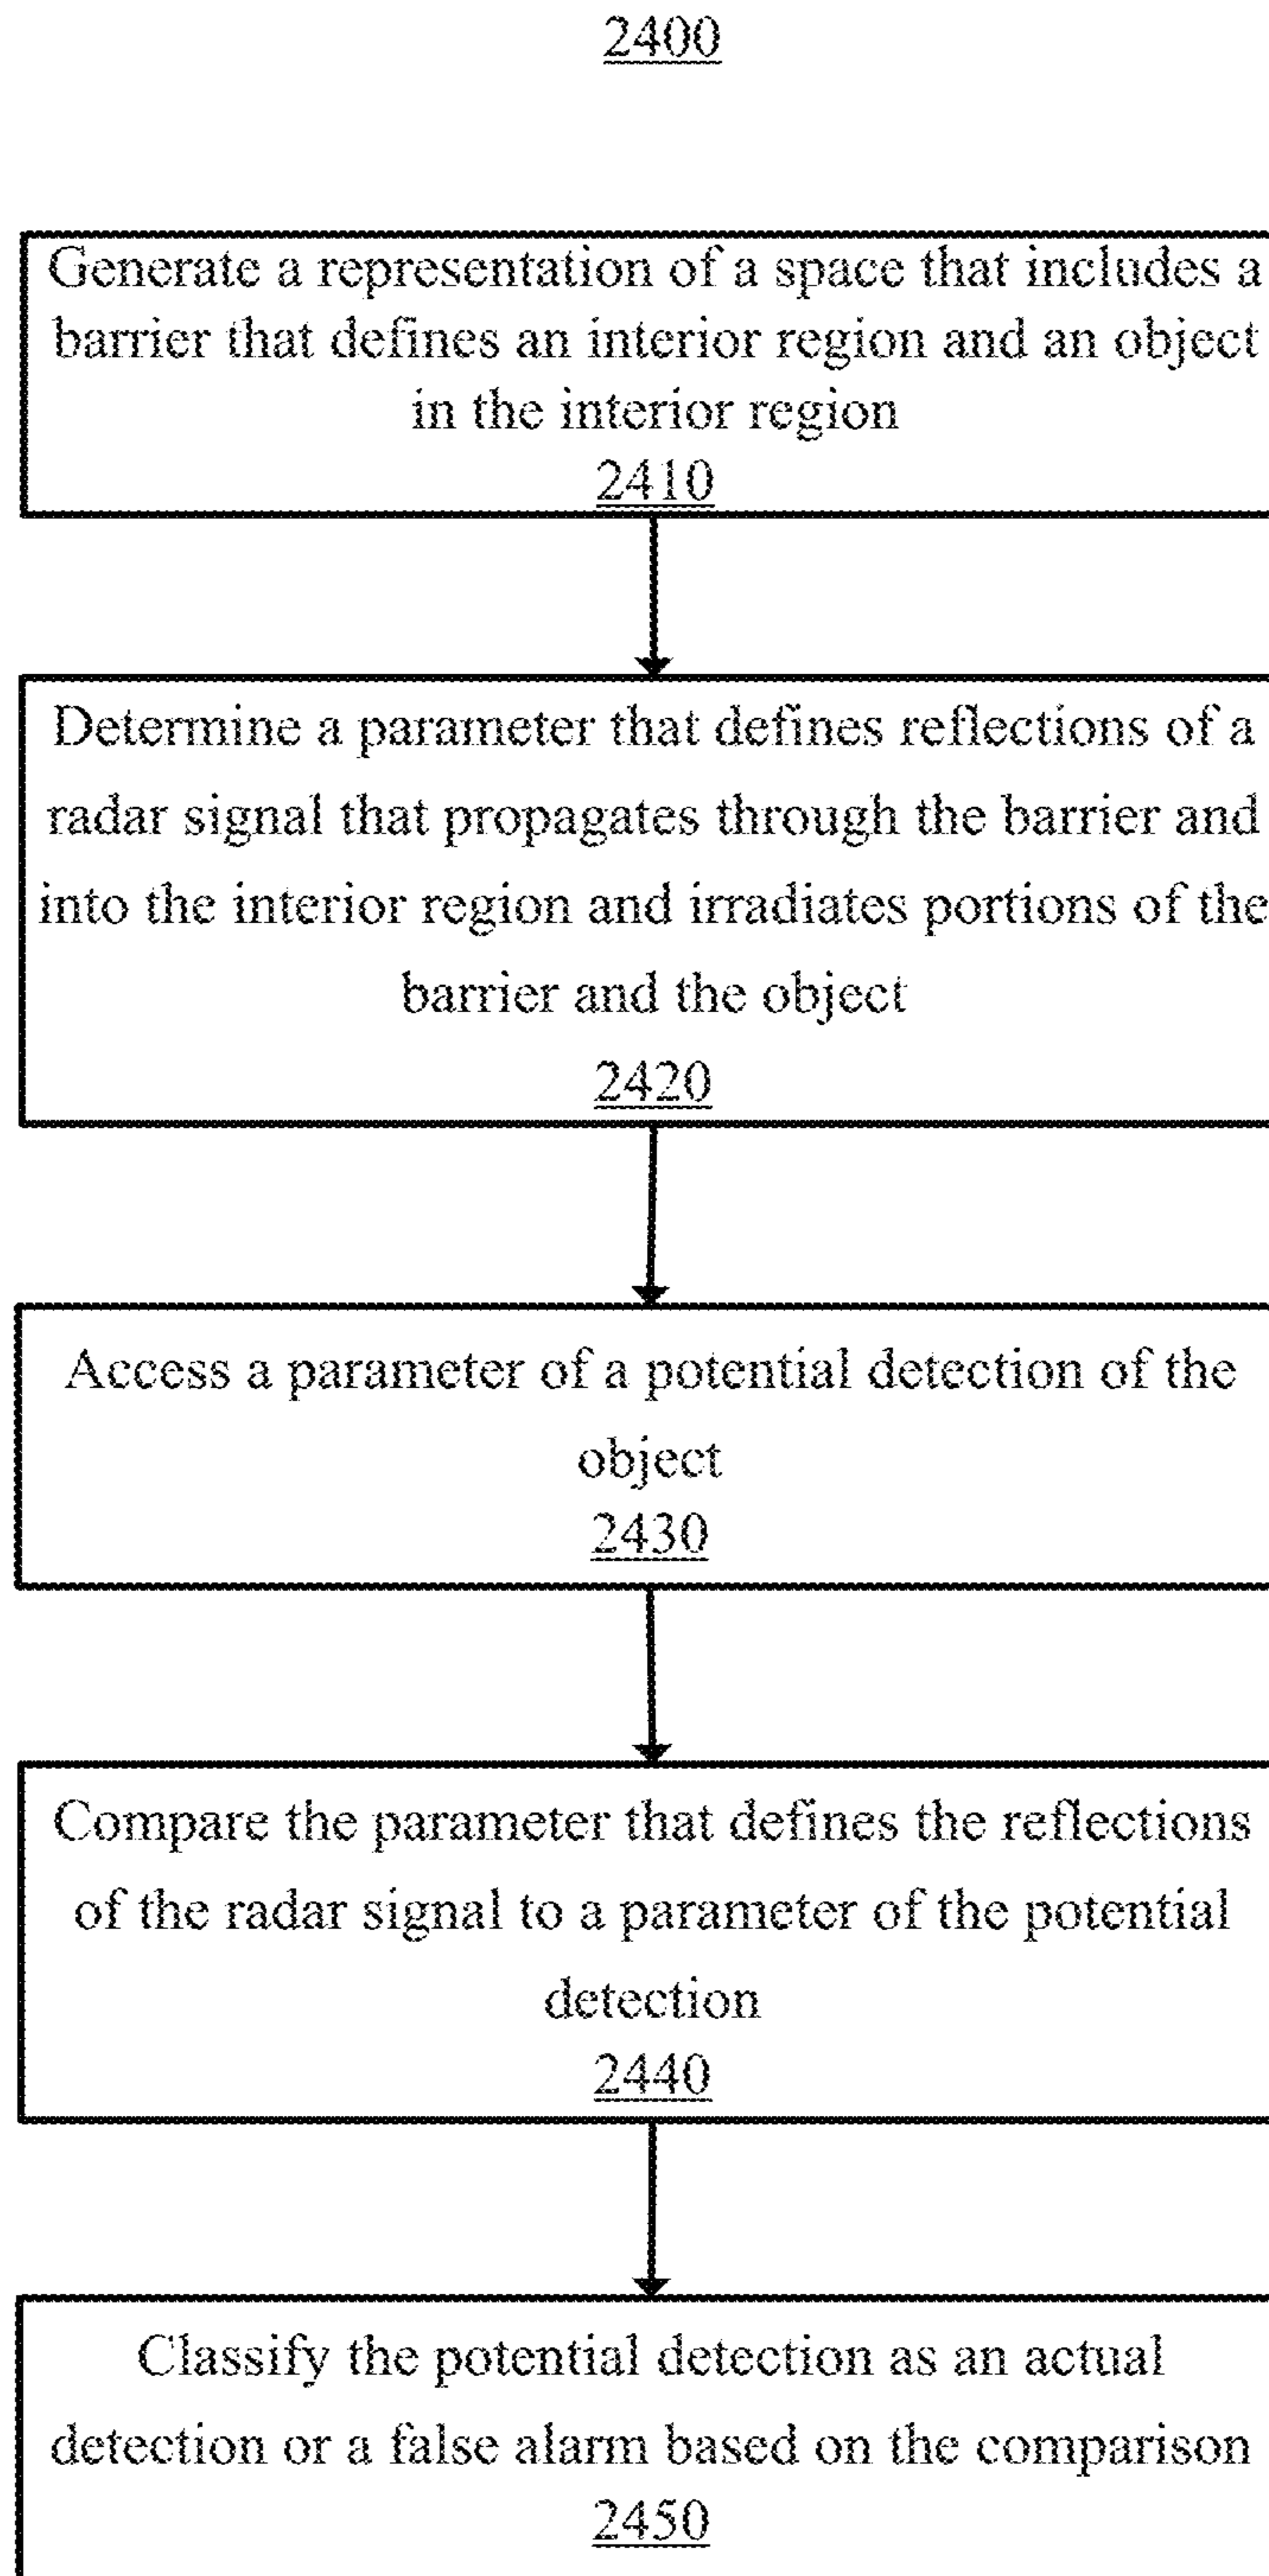 2400
Generate a representation of a space that includes a
barrier that defines an interior region and an object
in the interior region
2410
Determine a parameter that defines reflections of a
radar signal that propagates through the barrier and
into the interior region and irradiates portions of the
barrier and the object
2420
Access a parameter of a potential detection of the
object
2430
Compare the parameter that defines the reflections
of the radar signal to a parameter of the potential
detection
2440
Classify the potential detection as an actual
detection or a false alarm based on the comparison
2450